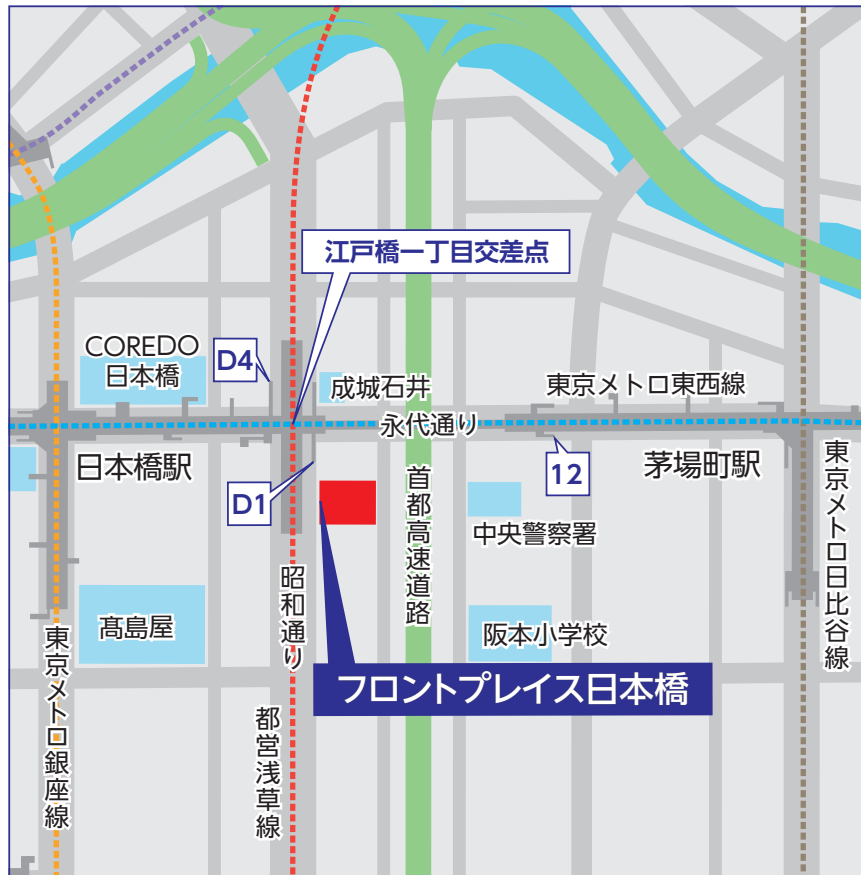 江戸橋一丁目交差点
COREDO
日本橋
D4
成城石井
東京メトロ東西線
永代通り
日本橋駅
D1
12
茅場町駅
首都高速道路
中央警察署
東京メトロ日比谷線
昭和通り
髙島屋
阪本小学校
東京メトロ銀座線
フロントプレイス日本橋
都営浅草線